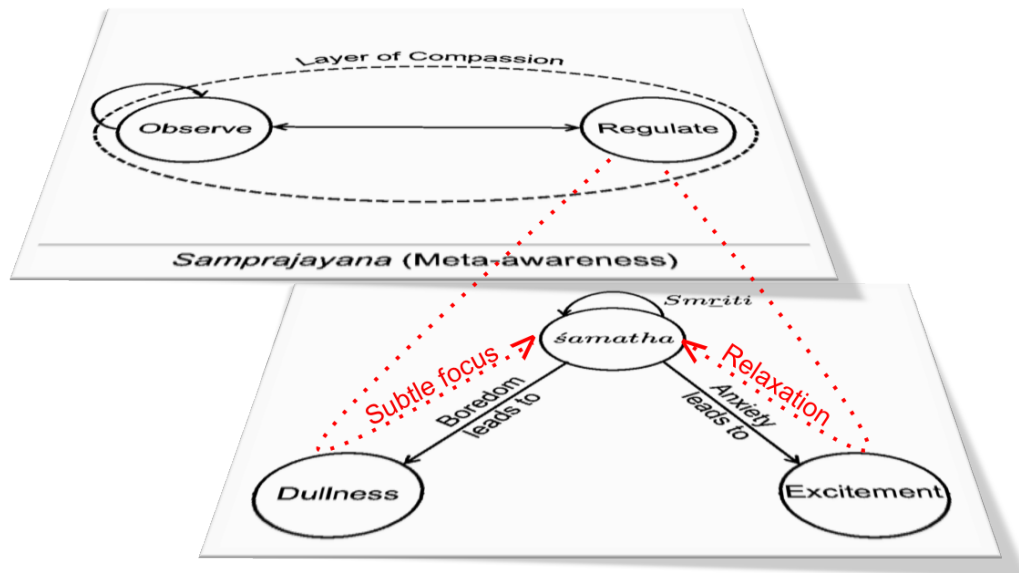 Layer of Compassion
Observe
Regulate
Samprajayana (Meta-awareness)
Smṟiti
śamatha
Subtle focus
Relaxation
Boredom
leads to
Anxiety
leads to
Dullness
Excitement